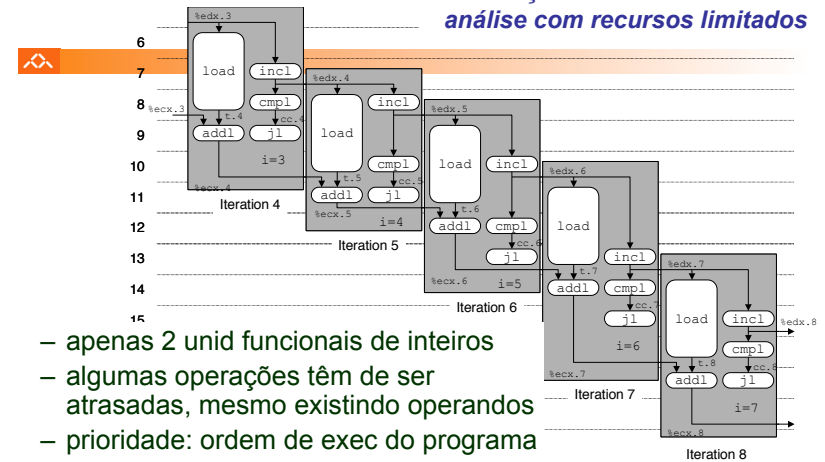 análise com recursos limitados
%edx.3
6
load
incl
7
%edx.4
8
%ecx.3
cmpl
incl
%edx.5
t.4
cc.4
9
addl
jl
load
10
i=3
cmpl
load
incl
%edx.6
t.5
cc.5
11
%ecx.4
addl
jl
Iteration 4
%ecx.5
i=4
t.6
12
addl
cmpl
load
Iteration 5
cc.6
13
jl
incl
%edx.7
%ecx.6
i=5
t.7
14
addl
cmpl
Iteration 6
cc.7
15
jl
load
incl
%edx.8
– apenas 2 unid funcionais de inteiros
i=6
cmpl
– algumas operações têm de ser
t.8
cc.8
%ecx.7
addl
jl
atrasadas, mesmo existindo operandos
Iteration 7
i=7
– prioridade: ordem de exec do programa
%ecx.8
Iteration 8